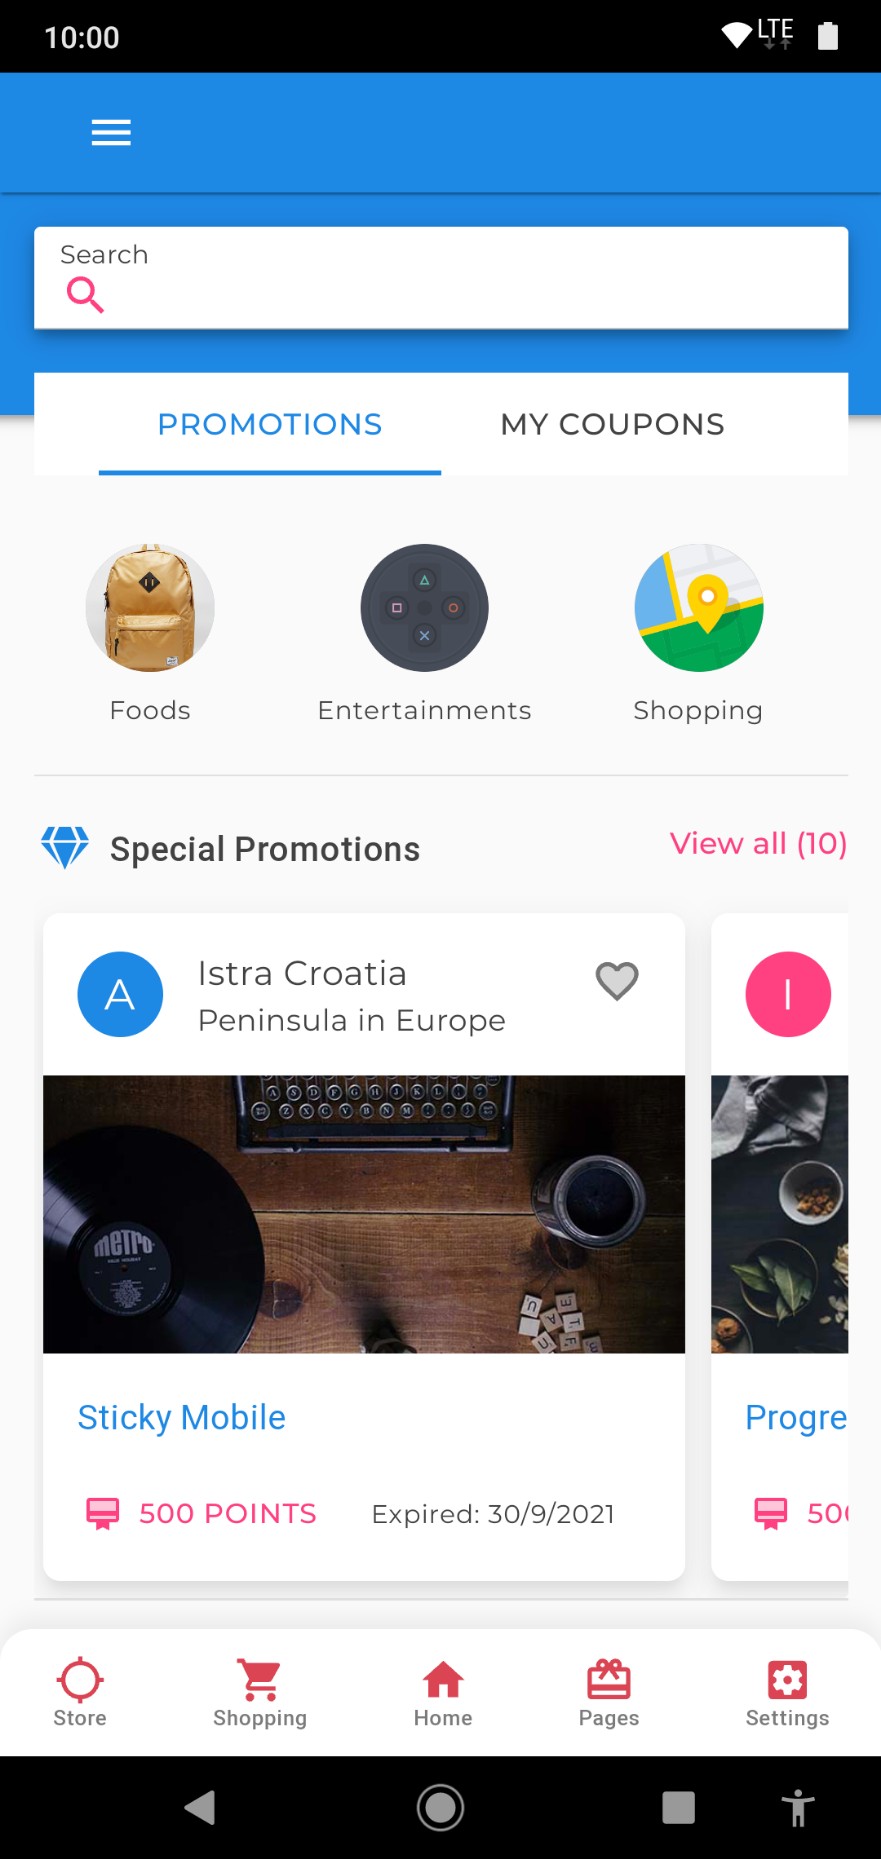 10:00
LTE
Search
PROMOTIONS
MY COUPONS
Foods
Entertainments
Shopping
Special Promotions
View all (10)
A
Istra Croatia
Peninsula in Europe
I
A S D F G H J K L
Z X C V B N M
metro
Sticky Mobile
Progre
500 POINTS
Expired: 30/9/2021
500
Store
Shopping
Home
Pages
Settings